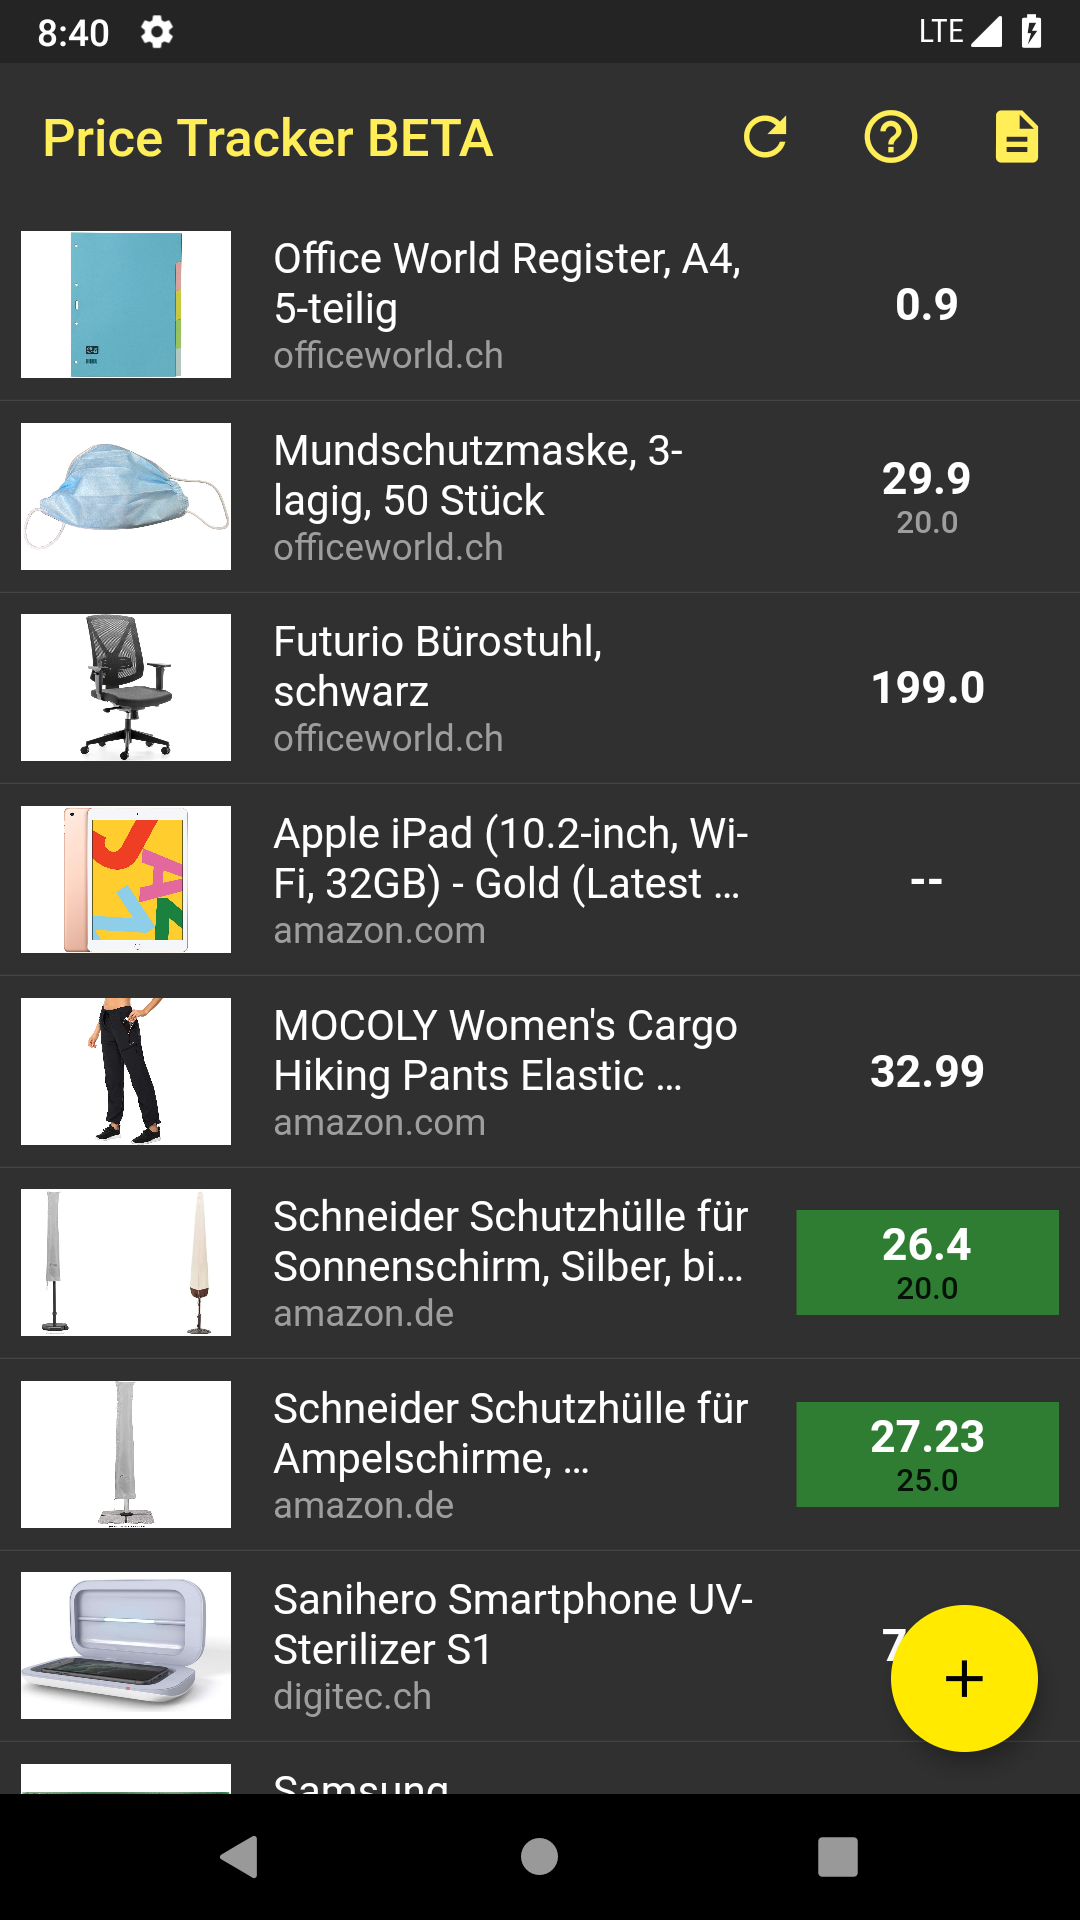 8:40 LTE
Price Tracker BETA
Office World Register, A4,
5-teilig
officeworld.ch
0.9
Mundschutzmaske, 3-
lagig, 50 Stück
officeworld.ch
29.9
20.0
Futurio Bürostuhl,
schwarz
officeworld.ch
199.0
Apple iPad (10.2-inch, Wi-
Fi, 32GB) - Gold (Latest ...
amazon.com
--
MOCOLY Women's Cargo
Hiking Pants Elastic ...
amazon.com
32.99
Schneider Schutzhülle für
Sonnenschirm, Silber, bi...
amazon.de
26.4
20.0
Schneider Schutzhülle für
Ampelschirme, ...
amazon.de
27.23
25.0
Sanihero Smartphone UV-
Sterilizer S1
digitec.ch
7
Samsung